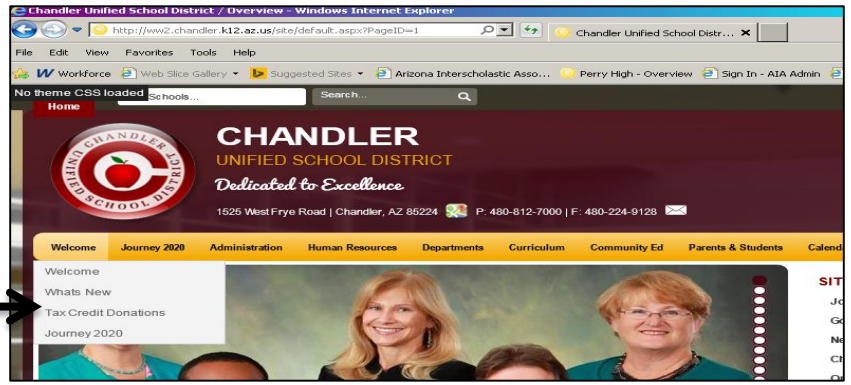 Chandler Unified School District / Overview - Windows Internet Explorer
http://ww2.chandler.k12.az.us/site/default.aspx?PageID=1
Chandler Unified School Distr...
File Edit View Favorites Tools Help
Workforce Web Slice Gallery Suggested Sites Arizona Interscholastic Asso... Perry High - Overview Sign In - AIA Admin
No theme CSS loaded Schools... Search...
Home
CHANDLER
UNIFIED SCHOOL DISTRICT
Dedicated to Excellence
CHANDLER UNIFIED SCHOOL DISTRICT
1525 West Frye Road | Chandler, AZ 85224 P: 480-812-7000 | F: 480-224-9128
Welcome Journey 2020 Administration Human Resources Departments Curriculum Community Ed Parents & Students Calend
Welcome
Whats New
Tax Credit Donations
Journey 2020
SIT
Jo
Ne